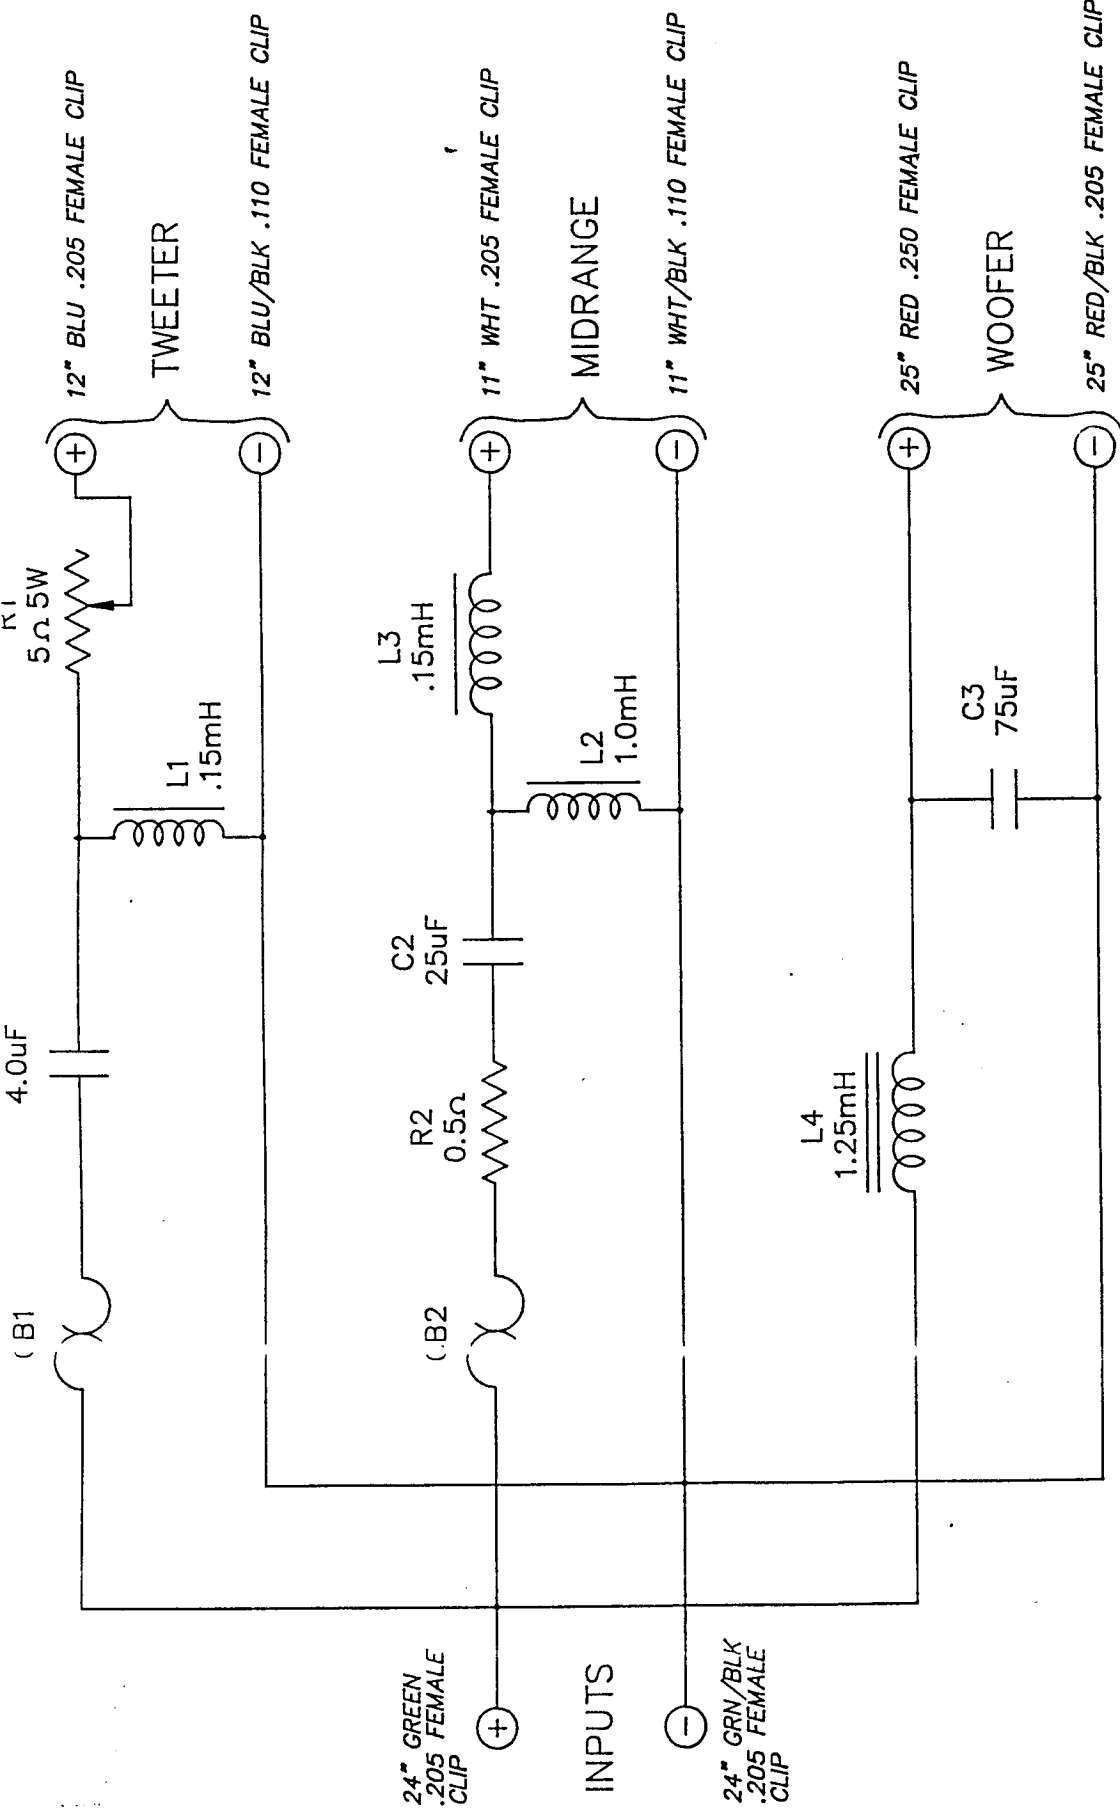 R1
5Ω 5W
12" BLU .205 FEMALE CLIP
TWEETER
12" BLU/BLK .110 FEMALE CLIP
L1
.15mH
4.0uF
B1
11" WHT .205 FEMALE CLIP
MIDRANGE
11" WHT/BLK .110 FEMALE CLIP
L3
.15mH
L2
1.0mH
C2
25uF
R2
0.5Ω
B2
25" RED .250 FEMALE CLIP
WOOFER
25" RED/BLK .205 FEMALE CLIP
C3
75uF
L4
1.25mH
24" GREEN
.205 FEMALE
CLIP
INPUTS
24" GRN/BLK
.205 FEMALE
CLIP